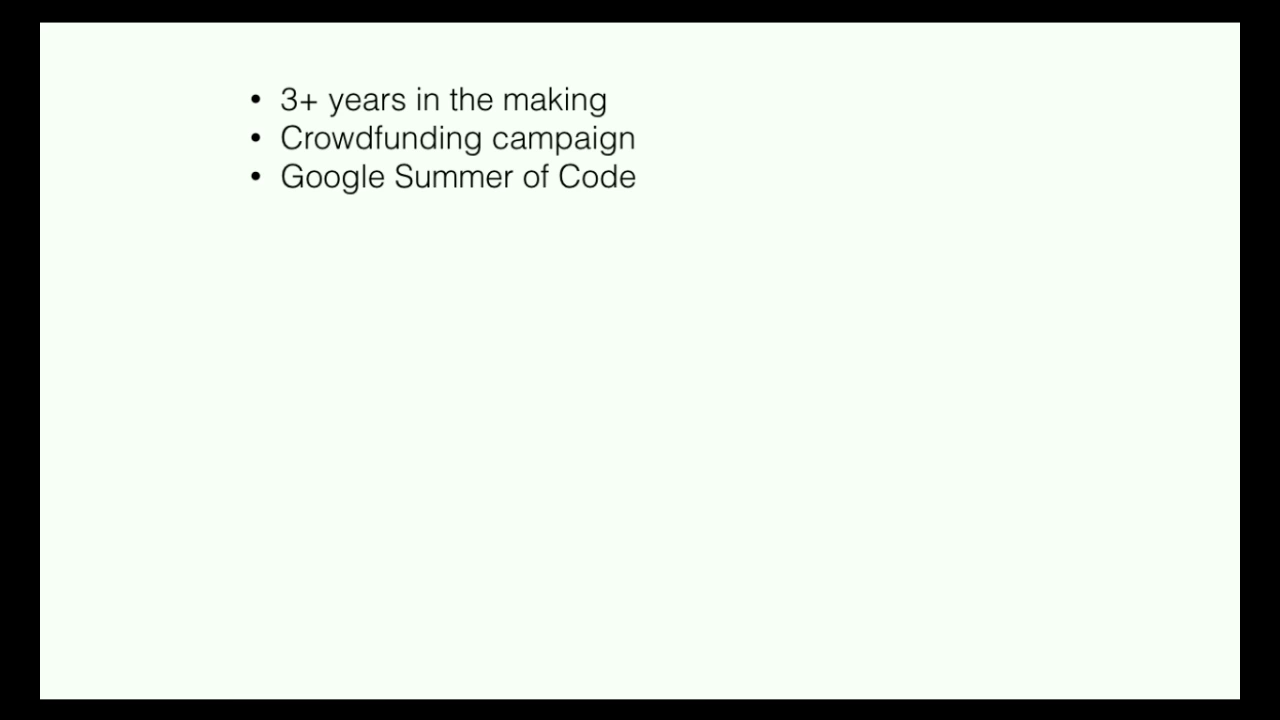 • 3+ years in the making
• Crowdfunding campaign
• Google Summer of Code